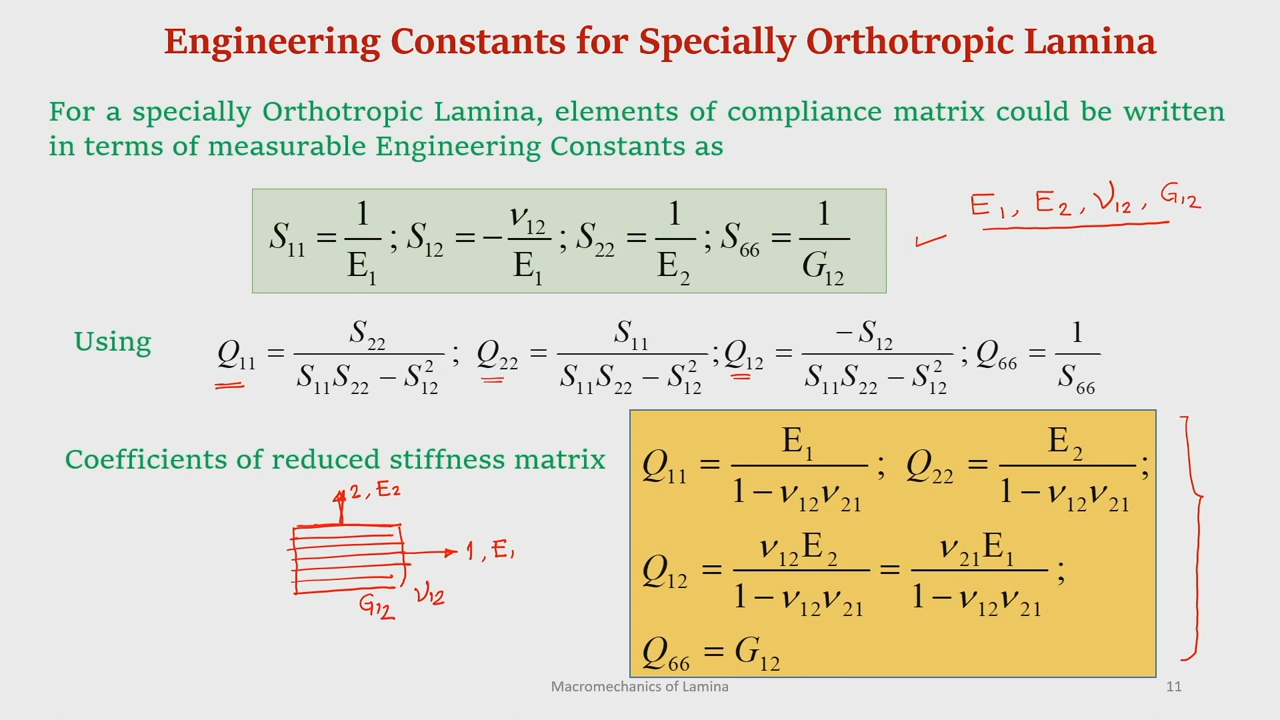 Engineering Constants for Specially Orthotropic Lamina
For a specially Orthotropic Lamina, elements of compliance matrix could be written
in terms of measurable Engineering Constants as
S₁₁ = 1/E₁ ; S₁₂ = −ν₁₂/E₁ ; S₂₂ = 1/E₂ ; S₆₆ = 1/G₁₂
E₁, E₂, ν₁₂, G₁₂
Using Q₁₁ = S₂₂/(S₁₁S₂₂ − S₁₂²) ; Q₂₂ = S₁₁/(S₁₁S₂₂ − S₁₂²) ; Q₁₂ = −S₁₂/(S₁₁S₂₂ − S₁₂²) ; Q₆₆ = 1/S₆₆
Coefficients of reduced stiffness matrix
Q₁₁ = E₁/(1 − ν₁₂ν₂₁) ; Q₂₂ = E₂/(1 − ν₁₂ν₂₁) ;
Q₁₂ = ν₁₂E₂/(1 − ν₁₂ν₂₁) = ν₂₁E₁/(1 − ν₁₂ν₂₁) ;
Q₆₆ = G₁₂
2, E₂
1, E₁
ν₁₂
G₁₂
Macromechanics of Lamina
11